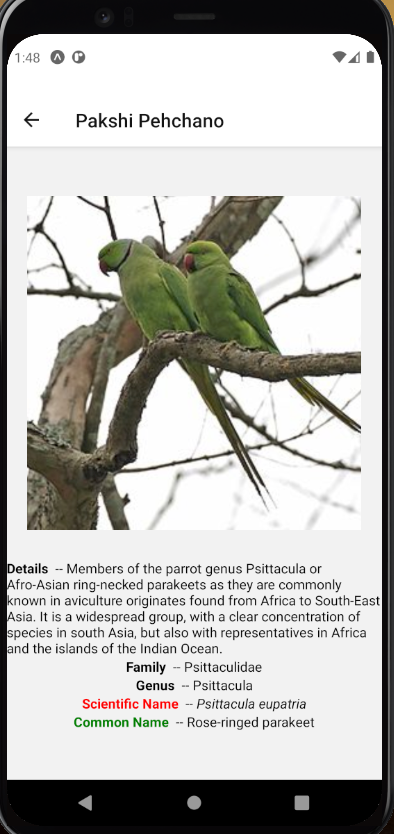 1:48
Pakshi Pehchano
Details -- Members of the parrot genus Psittacula or
Afro-Asian ring-necked parakeets as they are commonly
known in aviculture originates found from Africa to South-East
Asia. It is a widespread group, with a clear concentration of
species in south Asia, but also with representatives in Africa
and the islands of the Indian Ocean.
Family -- Psittaculidae
Genus -- Psittacula
Scientific Name -- Psittacula eupatria
Common Name -- Rose-ringed parakeet